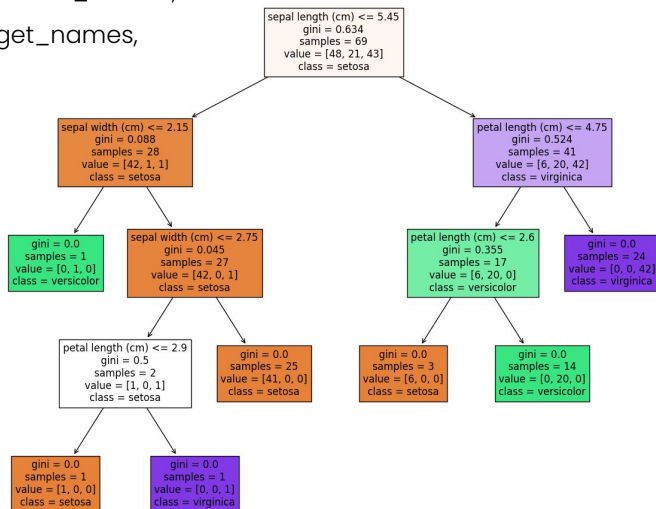 get_names,
sepal length (cm) <= 5.45
gini = 0.634
samples = 69
value = [48, 21, 43]
class = setosa
sepal width (cm) <= 2.15
gini = 0.088
samples = 28
value = [42, 1, 1]
class = setosa
petal length (cm) <= 4.75
gini = 0.524
samples = 41
value = [6, 20, 42]
class = virginica
gini = 0.0
samples = 1
value = [0, 1, 0]
class = versicolor
sepal width (cm) <= 2.75
gini = 0.045
samples = 27
value = [42, 0, 1]
class = setosa
petal length (cm) <= 2.6
gini = 0.355
samples = 17
value = [6, 20, 0]
class = versicolor
gini = 0.0
samples = 24
value = [0, 0, 42]
class = virginica
petal length (cm) <= 2.9
gini = 0.5
samples = 2
value = [1, 0, 1]
class = setosa
gini = 0.0
samples = 25
value = [41, 0, 0]
class = setosa
gini = 0.0
samples = 3
value = [6, 0, 0]
class = setosa
gini = 0.0
samples = 14
value = [0, 20, 0]
class = versicolor
gini = 0.0
samples = 1
value = [1, 0, 0]
class = setosa
gini = 0.0
samples = 1
value = [0, 0, 1]
class = virginica